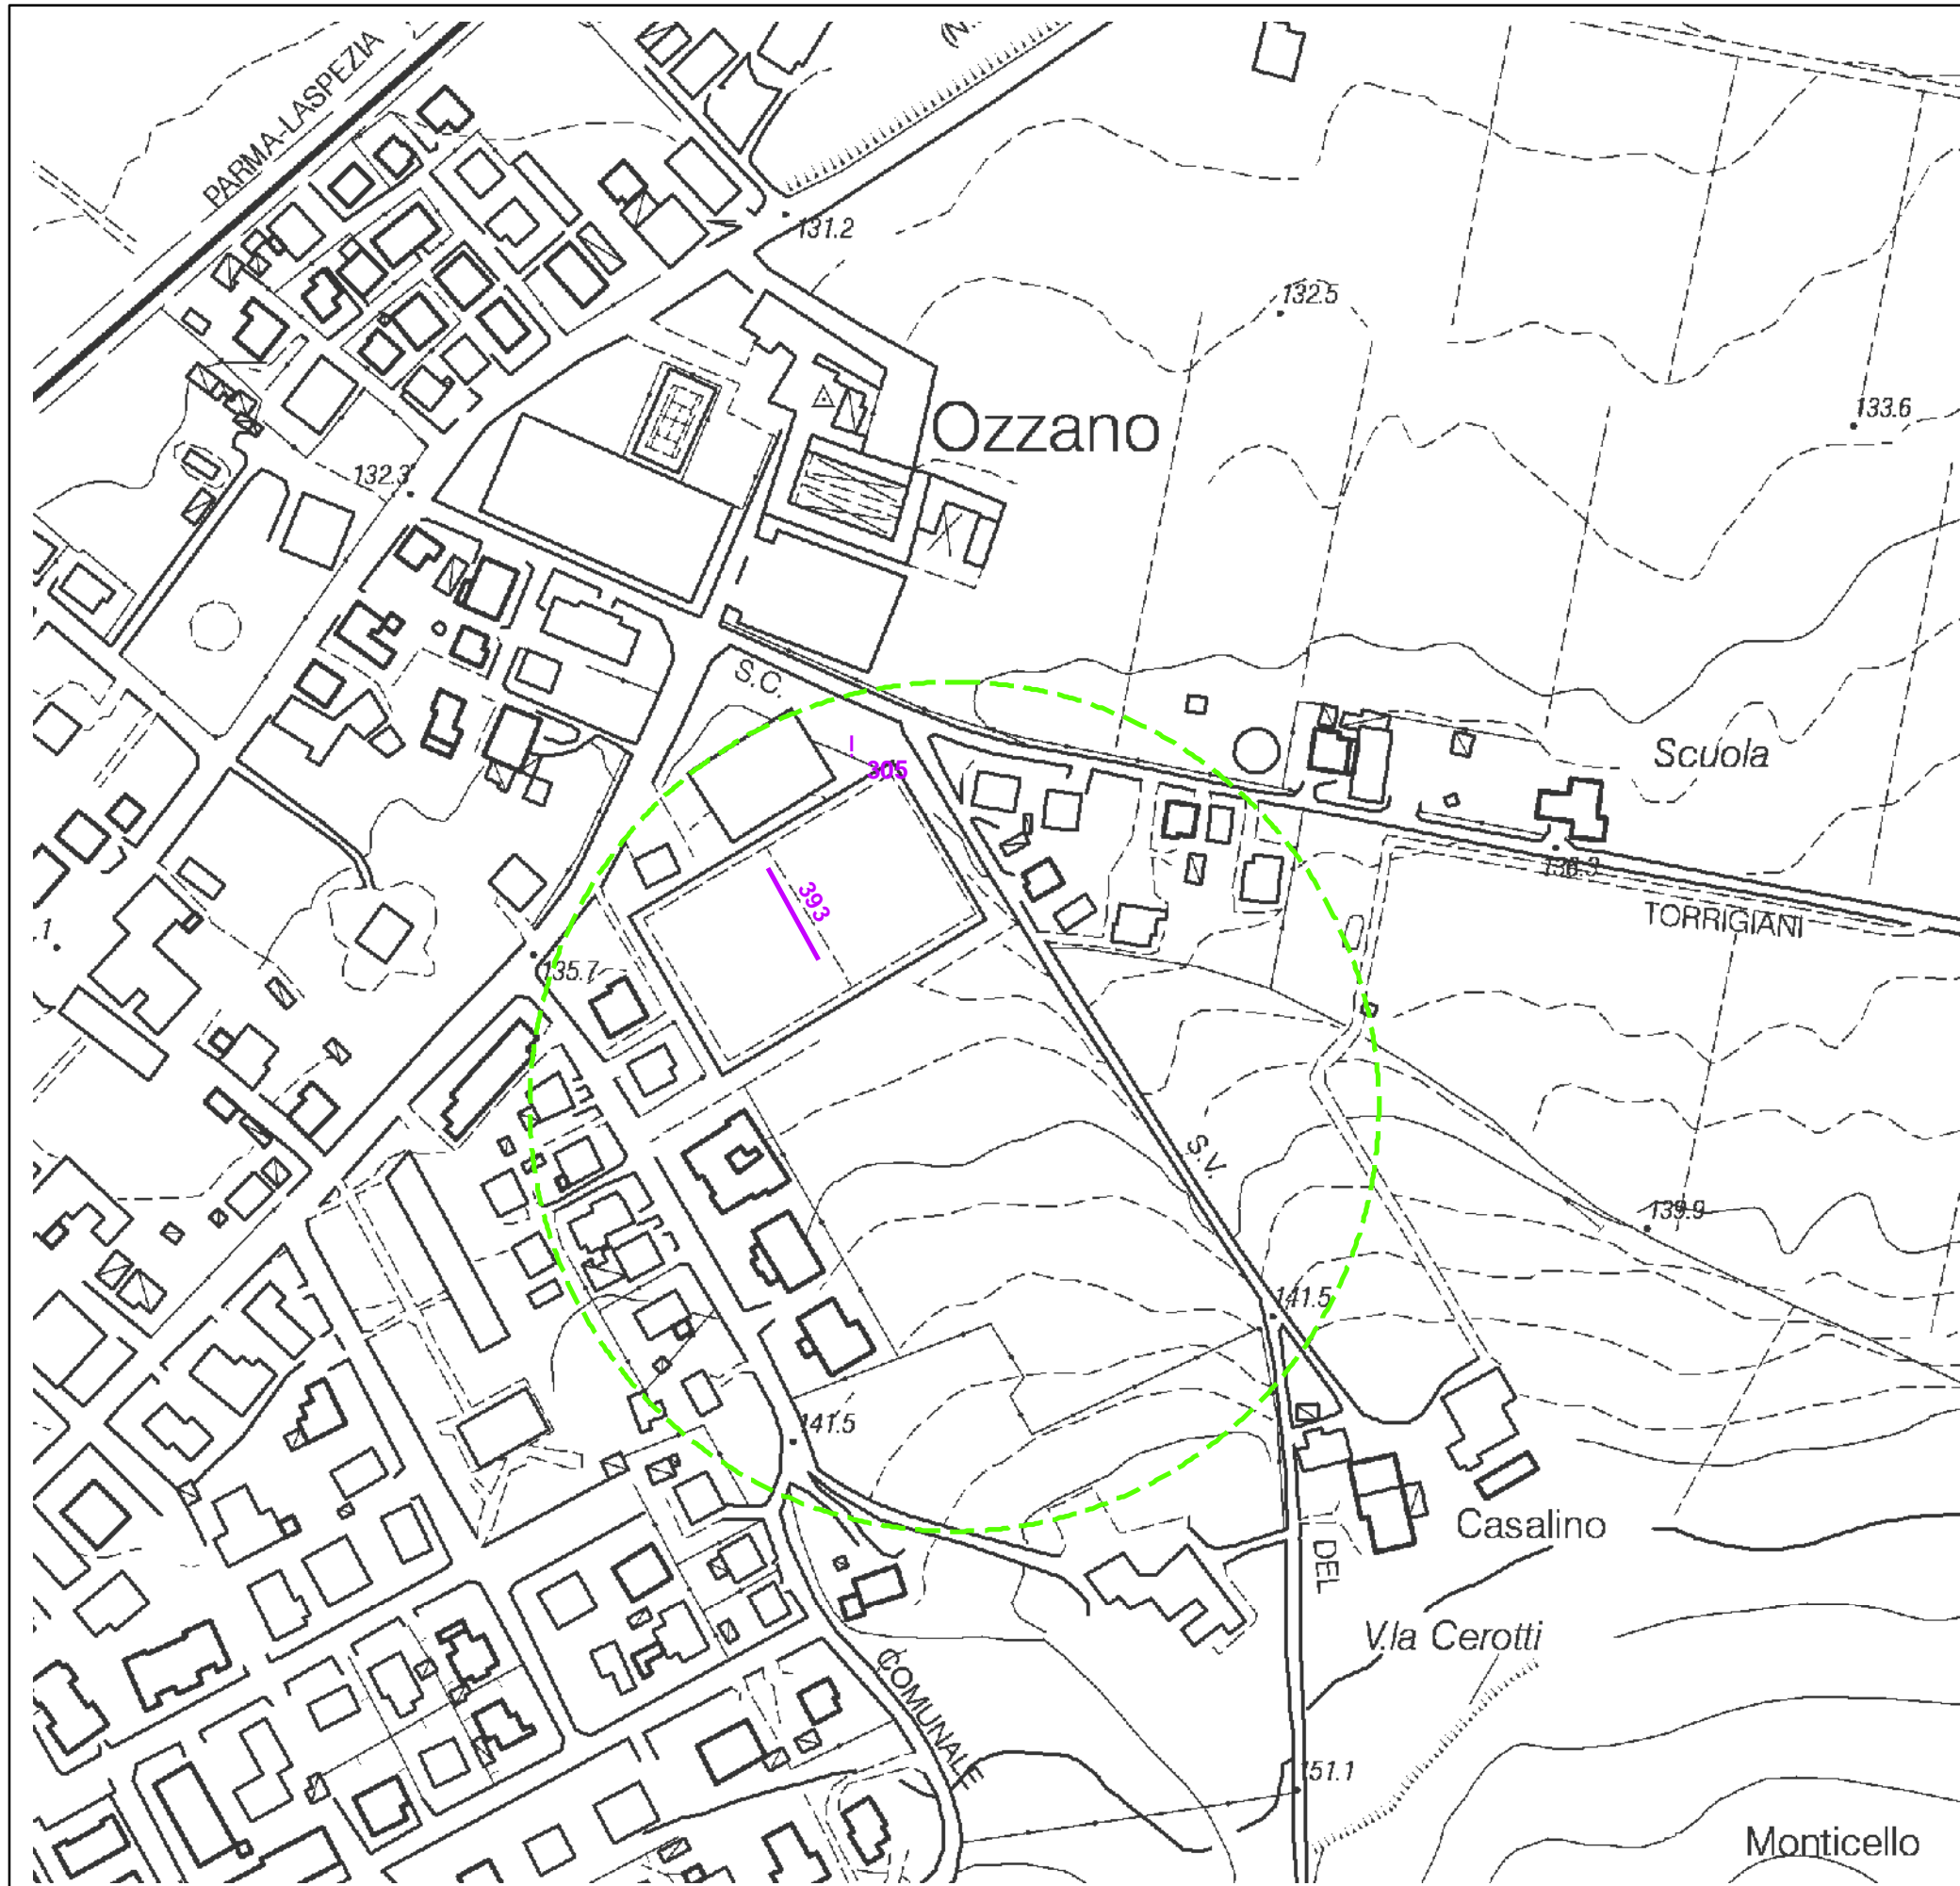 (N.
PARMA-LASPEZIA
131.2
132.5
133.6
Ozzano
132.3
S.C.
305
Scuola
393
136.3
TORRIGIANI
1
135.7
S.V.
139.9
141.5
141.5
Casalino
DEL
V.la Cerotti
COMUNALE
151.1
Monticello